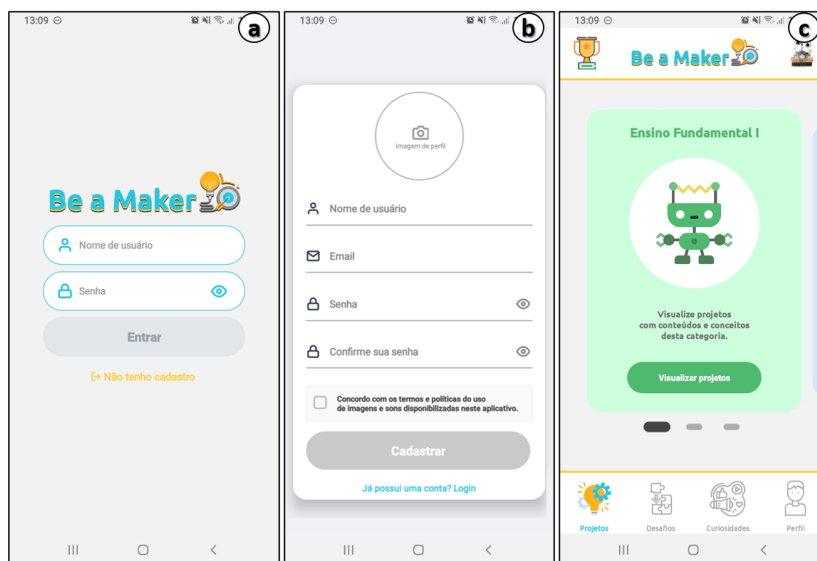 13:09
a
Be a Maker
Nome de usuário
Senha
Entrar
Não tenho cadastro
13:09
b
Imagem de perfil
Nome de usuário
Email
Senha
Confirme sua senha
Concordo com os termos e políticas do uso
de imagens e sons disponibilizadas neste aplicativo.
Cadastrar
Já possui uma conta? Login
13:09
c
Be a Maker
Ensino Fundamental I
Visualize projetos
com conteúdos e conceitos
desta categoria.
Visualizar projetos
Projetos
Desafios
Curiosidades
Perfil